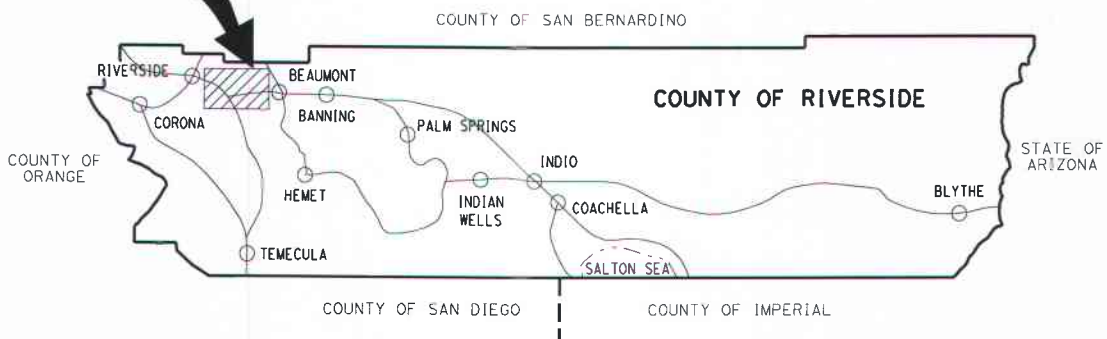 COUNTY OF SAN BERNARDINO
RIVERSIDE
BEAUMONT
COUNTY OF RIVERSIDE
CORONA
BANNING
PALM SPRINGS
COUNTY OF
ORANGE
STATE OF
ARIZONA
INDIO
HEMET
INDIAN
WELLS
BLYTHE
COACHELLA
TEMECULA
SALTON SEA
COUNTY OF SAN DIEGO
COUNTY OF IMPERIAL